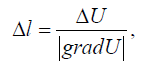 Δl = ΔU / |gradU| ,